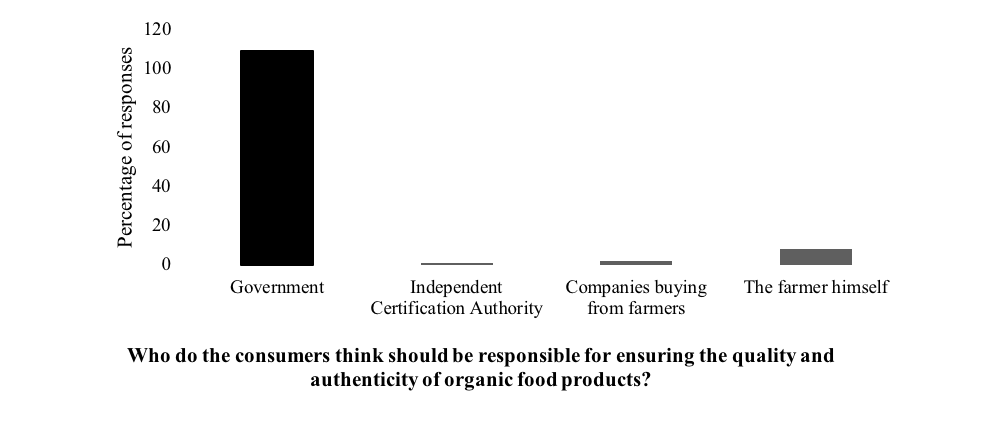 120
100
80
60
40
20
0
Percentage of responses
Government
Independent
Certification Authority
Companies buying
from farmers
The farmer himself
Who do the consumers think should be responsible for ensuring the quality and
authenticity of organic food products?